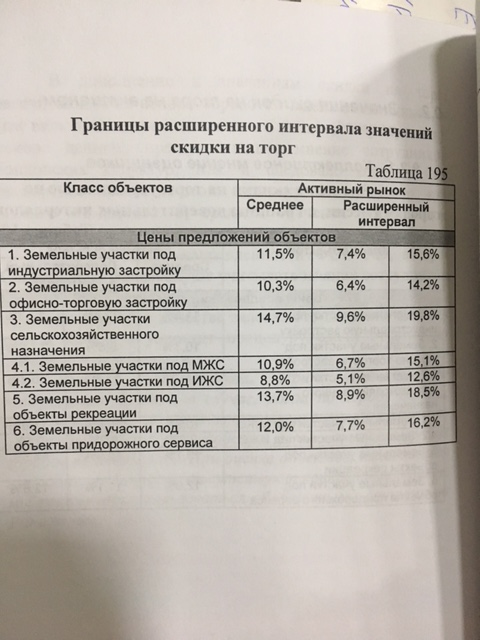 Границы расширенного интервала значений
скидки на торг
Таблица 195
Класс объектов Активный рынок
Среднее Расширенный
интервал
Цены предложений объектов
1. Земельные участки под
индустриальную застройку 11,5% 7,4% 15,6%
2. Земельные участки под
офисно-торговую застройку 10,3% 6,4% 14,2%
3. Земельные участки
сельскохозяйственного
назначения 14,7% 9,6% 19,8%
4.1. Земельные участки под МЖС 10,9% 6,7% 15,1%
4.2. Земельные участки под ИЖС 8,8% 5,1% 12,6%
5. Земельные участки под
объекты рекреации 13,7% 8,9% 18,5%
6. Земельные участки под
объекты придорожного сервиса 12,0% 7,7% 16,2%